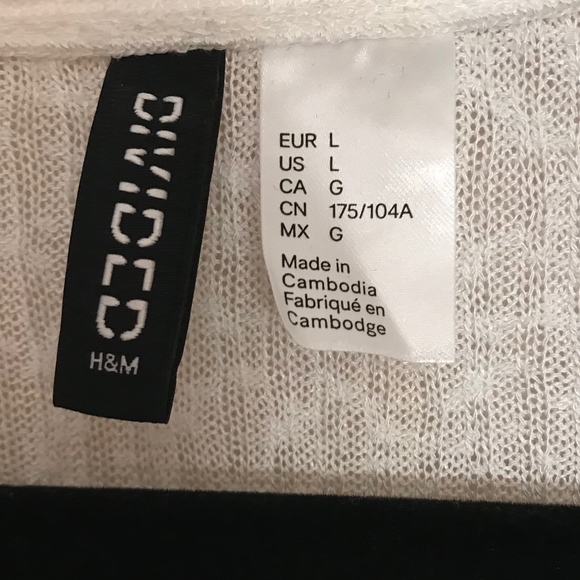 DIVIDED
H&M
EUR L
US L
CA G
CN 175/104A
MX G
Made in
Cambodia
Fabriqué en
Cambodge